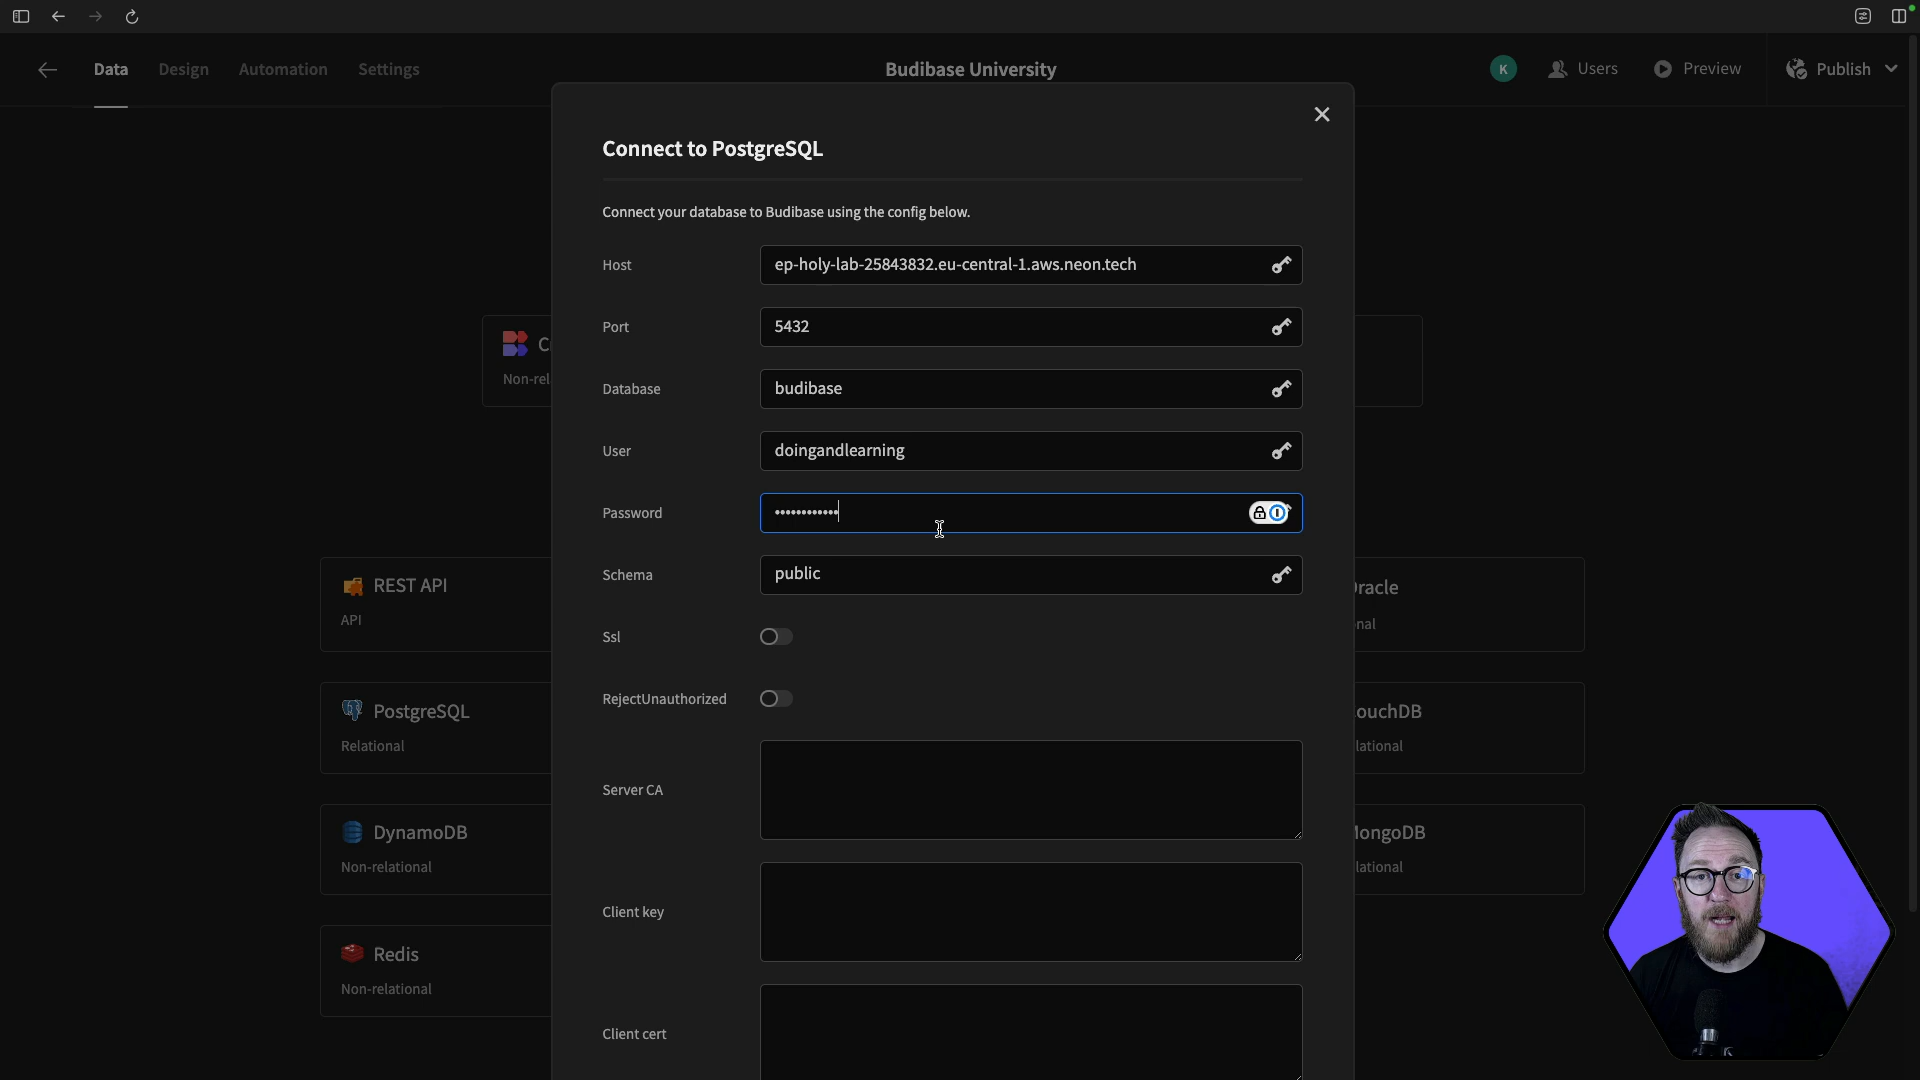 Data Design Automation Settings
Budibase University
K Users Preview Publish
Connect to PostgreSQL
Connect your database to Budibase using the config below.
Host ep-holy-lab-25843832.eu-central-1.aws.neon.tech
Port 5432
C
Non-rel
Database budibase
User doingandlearning
Password ••••••••••••
Schema public
REST API
API
racle
nal
Ssl
RejectUnauthorized
PostgreSQL
Relational
ouchDB
lational
Server CA
DynamoDB
Non-relational
ongoDB
lational
Client key
Redis
Non-relational
Client cert